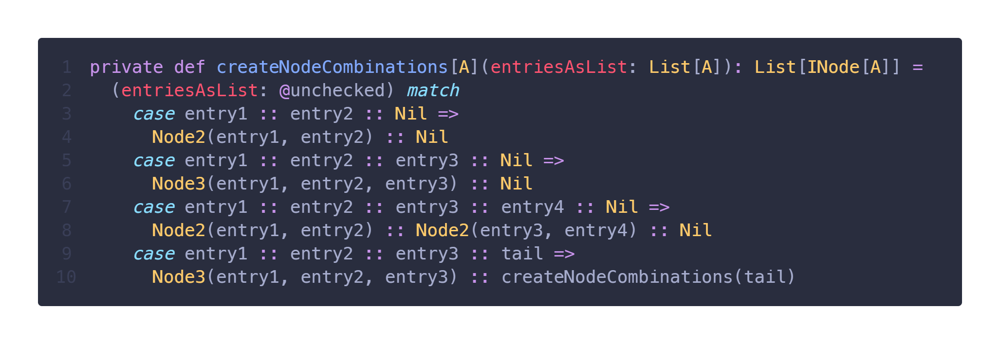 1 private def createNodeCombinations[A](entriesAsList: List[A]): List[INode[A]] =
2   (entriesAsList: @unchecked) match
3     case entry1 :: entry2 :: Nil =>
4       Node2(entry1, entry2) :: Nil
5     case entry1 :: entry2 :: entry3 :: Nil =>
6       Node3(entry1, entry2, entry3) :: Nil
7     case entry1 :: entry2 :: entry3 :: entry4 :: Nil =>
8       Node2(entry1, entry2) :: Node2(entry3, entry4) :: Nil
9     case entry1 :: entry2 :: entry3 :: tail =>
10       Node3(entry1, entry2, entry3) :: createNodeCombinations(tail)